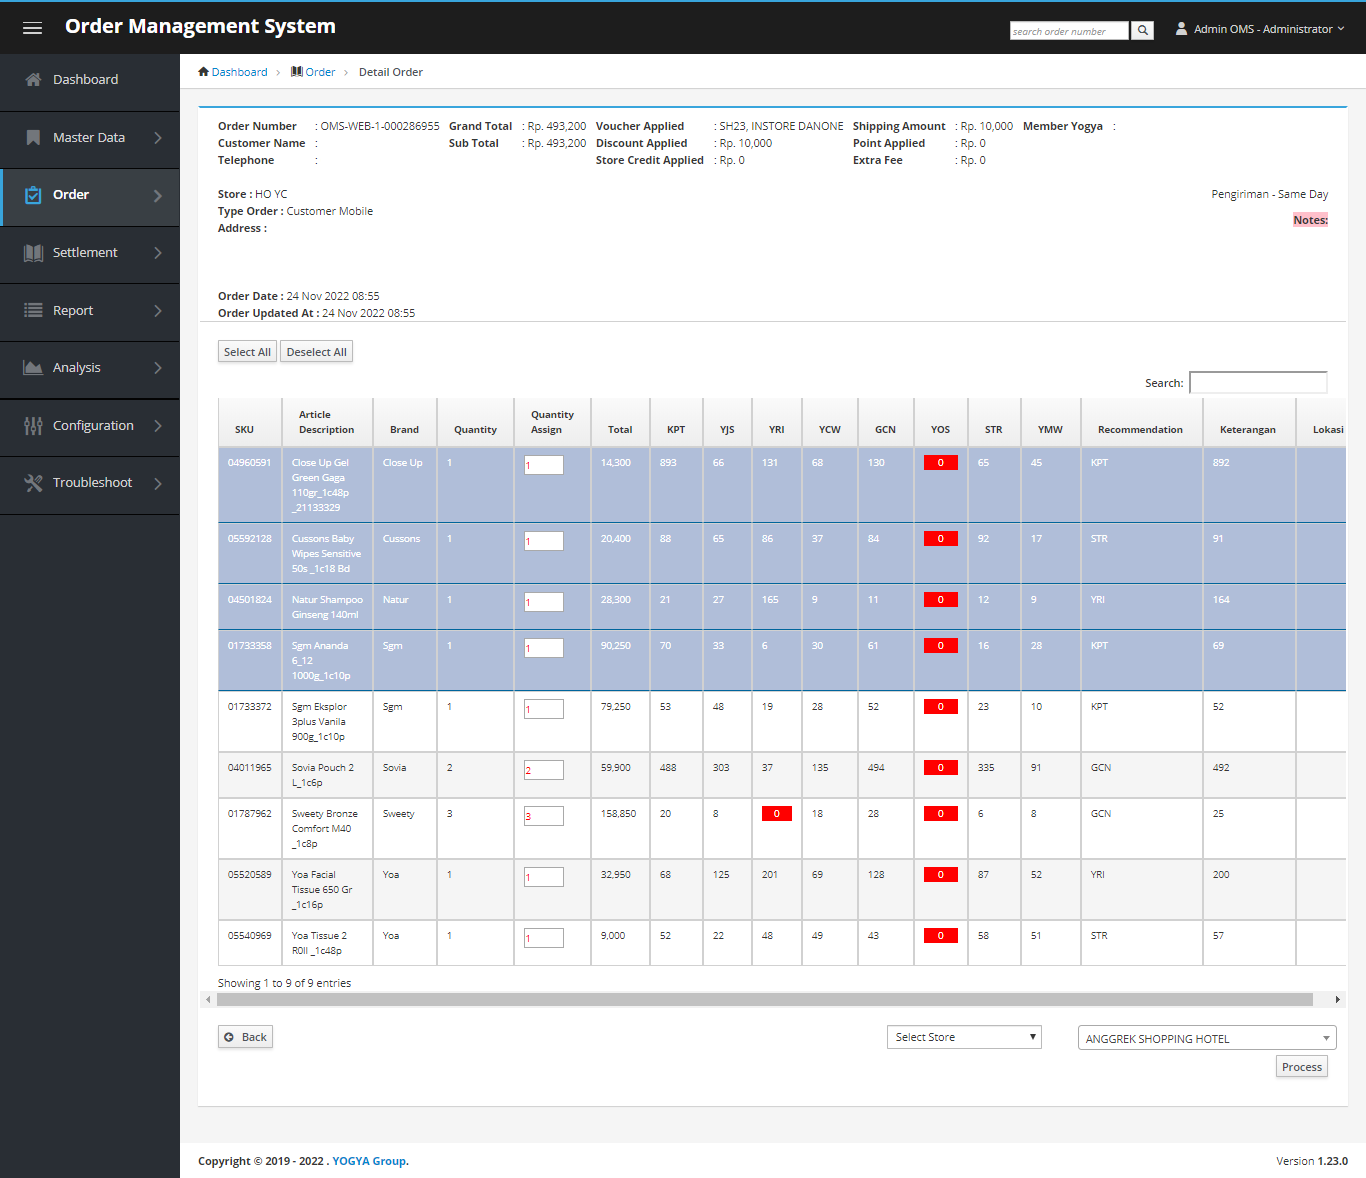 Order Management System
search order number
Admin OMS - Administrator
Dashboard
Master Data
Order
Settlement
Report
Analysis
Configuration
Troubleshoot
Dashboard > Order > Detail Order
Order Number : OMS-WEB-1-000286955 Grand Total : Rp. 493,200 Voucher Applied : SH23, INSTORE DANONE Shipping Amount : Rp. 10,000 Member Yogya :
Customer Name : Sub Total : Rp. 493,200 Discount Applied : Rp. 10,000 Point Applied : Rp. 0
Telephone : Store Credit Applied : Rp. 0 Extra Fee : Rp. 0
Store : HO YC Pengiriman - Same Day
Type Order : Customer Mobile
Notes:
Address :
Order Date : 24 Nov 2022 08:55
Order Updated At : 24 Nov 2022 08:55
Select All Deselect All
Search:
Article Quantity
SKU Description Brand Quantity Assign Total KPT YJS YRI YCW GCN YOS STR YMW Recommendation Keterangan Lokasi
04960591 Close Up Gel Close Up 1 1 14,300 893 66 131 68 130 0 65 45 KPT 892
Green Gaga
110gr_1c48p
_21133329
05592128 Cussons Baby Cussons 1 1 20,400 88 65 86 37 84 0 92 17 STR 91
Wipes Sensitive
50s _1c18 Bd
04501824 Natur Shampoo Natur 1 1 28,300 21 27 165 9 11 0 12 9 YRI 164
Ginseng 140ml
01733358 Sgm Ananda Sgm 1 1 90,250 70 33 6 30 61 0 16 28 KPT 69
6_12
1000g_1c10p
01733372 Sgm Eksplor Sgm 1 1 79,250 53 48 19 28 52 0 23 10 KPT 52
3plus Vanila
900g_1c10p
04011965 Sovia Pouch 2 Sovia 2 2 59,900 488 303 37 135 494 0 335 91 GCN 492
L_1c6p
01787962 Sweety Bronze Sweety 3 3 158,850 20 8 0 18 28 0 6 8 GCN 25
Comfort M40
_1c8p
05520589 Yoa Facial Yoa 1 1 32,950 68 125 201 69 128 0 87 52 YRI 200
Tissue 650 Gr
_1c16p
05540969 Yoa Tissue 2 Yoa 1 1 9,000 52 22 48 49 43 0 58 51 STR 57
R0ll _1c48p
Showing 1 to 9 of 9 entries
Back Select Store ANGGREK SHOPPING HOTEL
Process
Copyright © 2019 - 2022 . YOGYA Group. Version 1.23.0